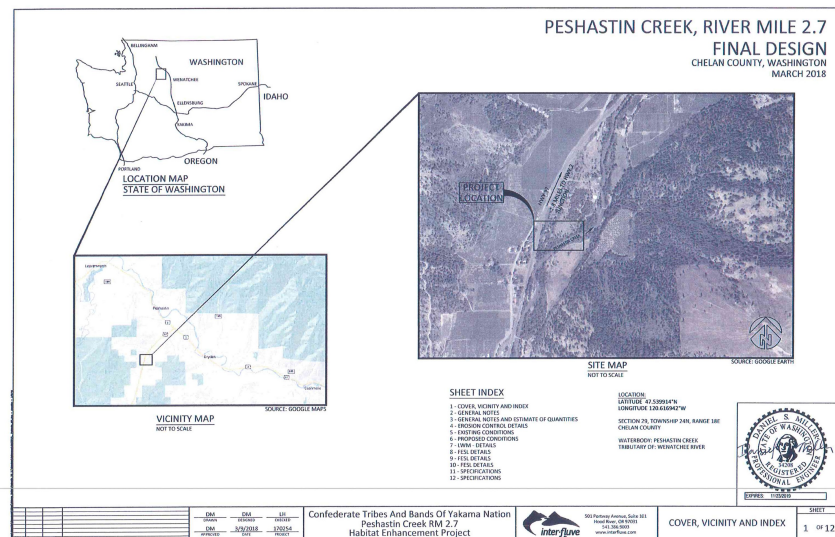 PESHASTIN CREEK, RIVER MILE 2.7
FINAL DESIGN
CHELAN COUNTY, WASHINGTON
MARCH 2018
BELLINGHAM
WASHINGTON
WENATCHEE
SEATTLE
SPOKANE
IDAHO
ELLENSBURG
YAKIMA
OREGON
PORTLAND
LOCATION MAP
STATE OF WASHINGTON
PROJECT
LOCATION
SITE MAP
NOT TO SCALE
SOURCE: GOOGLE EARTH
Leavenworth
Peshastin
Dryden
Cashmere
SOURCE: GOOGLE MAPS
VICINITY MAP
NOT TO SCALE
SHEET INDEX
1 - COVER, VICINITY AND INDEX
2 - GENERAL NOTES
3 - GENERAL NOTES AND ESTIMATE OF QUANTITIES
4 - EROSION CONTROL DETAILS
5 - EXISTING CONDITIONS
6 - PROPOSED CONDITIONS
7 - LWM - DETAILS
8 - FESL DETAILS
9 - FESL DETAILS
10 - FESL DETAILS
11 - SPECIFICATIONS
12 - SPECIFICATIONS
LOCATION:
LATITUDE 47.539914°N
LONGITUDE 120.616942°W
SECTION 29, TOWNSHIP 24N, RANGE 18E
CHELAN COUNTY
WATERBODY: PESHASTIN CREEK
TRIBUTARY OF: WENATCHEE RIVER
DANIEL S. MILLER
STATE OF WASHINGTON
34208
REGISTERED
PROFESSIONAL ENGINEER
EXPIRES: 11/23/2019
DM DM
DRAWN DESIGNED CHECKED
DM 3/9/2018 170254
APPROVED DATE PROJECT
Confederate Tribes And Bands Of Yakama Nation
Peshastin Creek RM 2.7
Habitat Enhancement Project
inter-fluve
501 Portway Avenue, Suite 101
Hood River, OR 97031
541.386.9003
www.interfluve.com
COVER, VICINITY AND INDEX
SHEET
1 OF 12